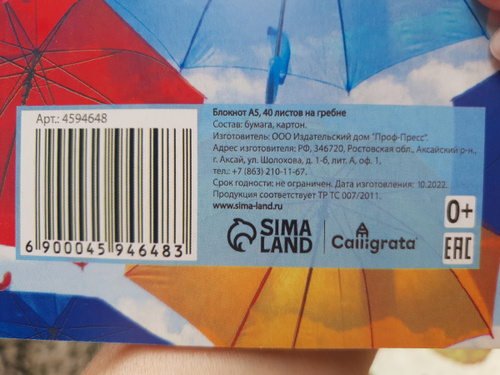 Арт.: 4594648
6 900045 946483
Блокнот А5, 40 листов на гребне
Состав: бумага, картон.
Изготовитель: ООО Издательский дом "Проф-Пресс".
Адрес изготовителя: РФ, 346720, Ростовская обл., Аксайский р-н.,
г. Аксай, ул. Шолохова, д. 1-б, лит. А, оф. 1,
тел.: +7 (863) 210-11-67.
Срок годности: не ограничен. Дата изготовления: 10.2022.
Продукция соответствует ТР ТС 007/2011.
www.sima-land.ru
0+
SIMA
LAND
Calligrata
EAC